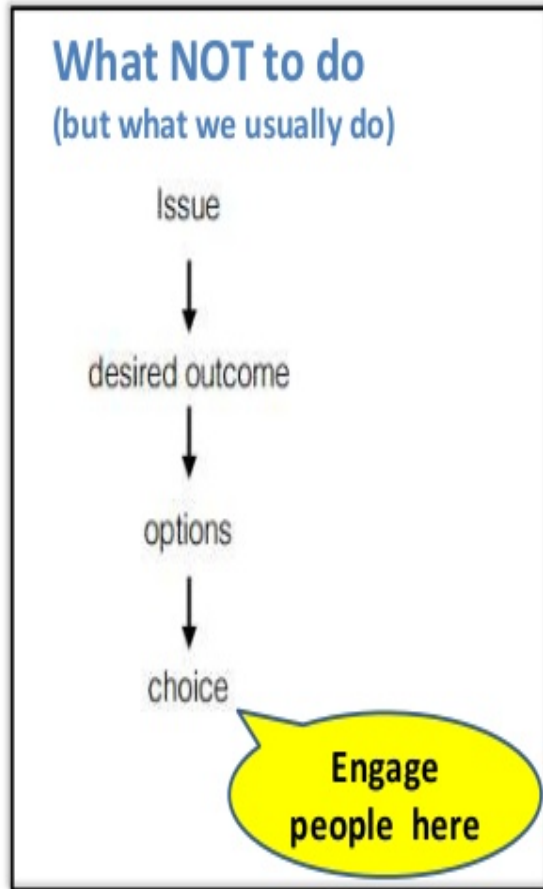 What NOT to do
(but what we usually do)
Issue
desired outcome
options
choice
Engage
people here